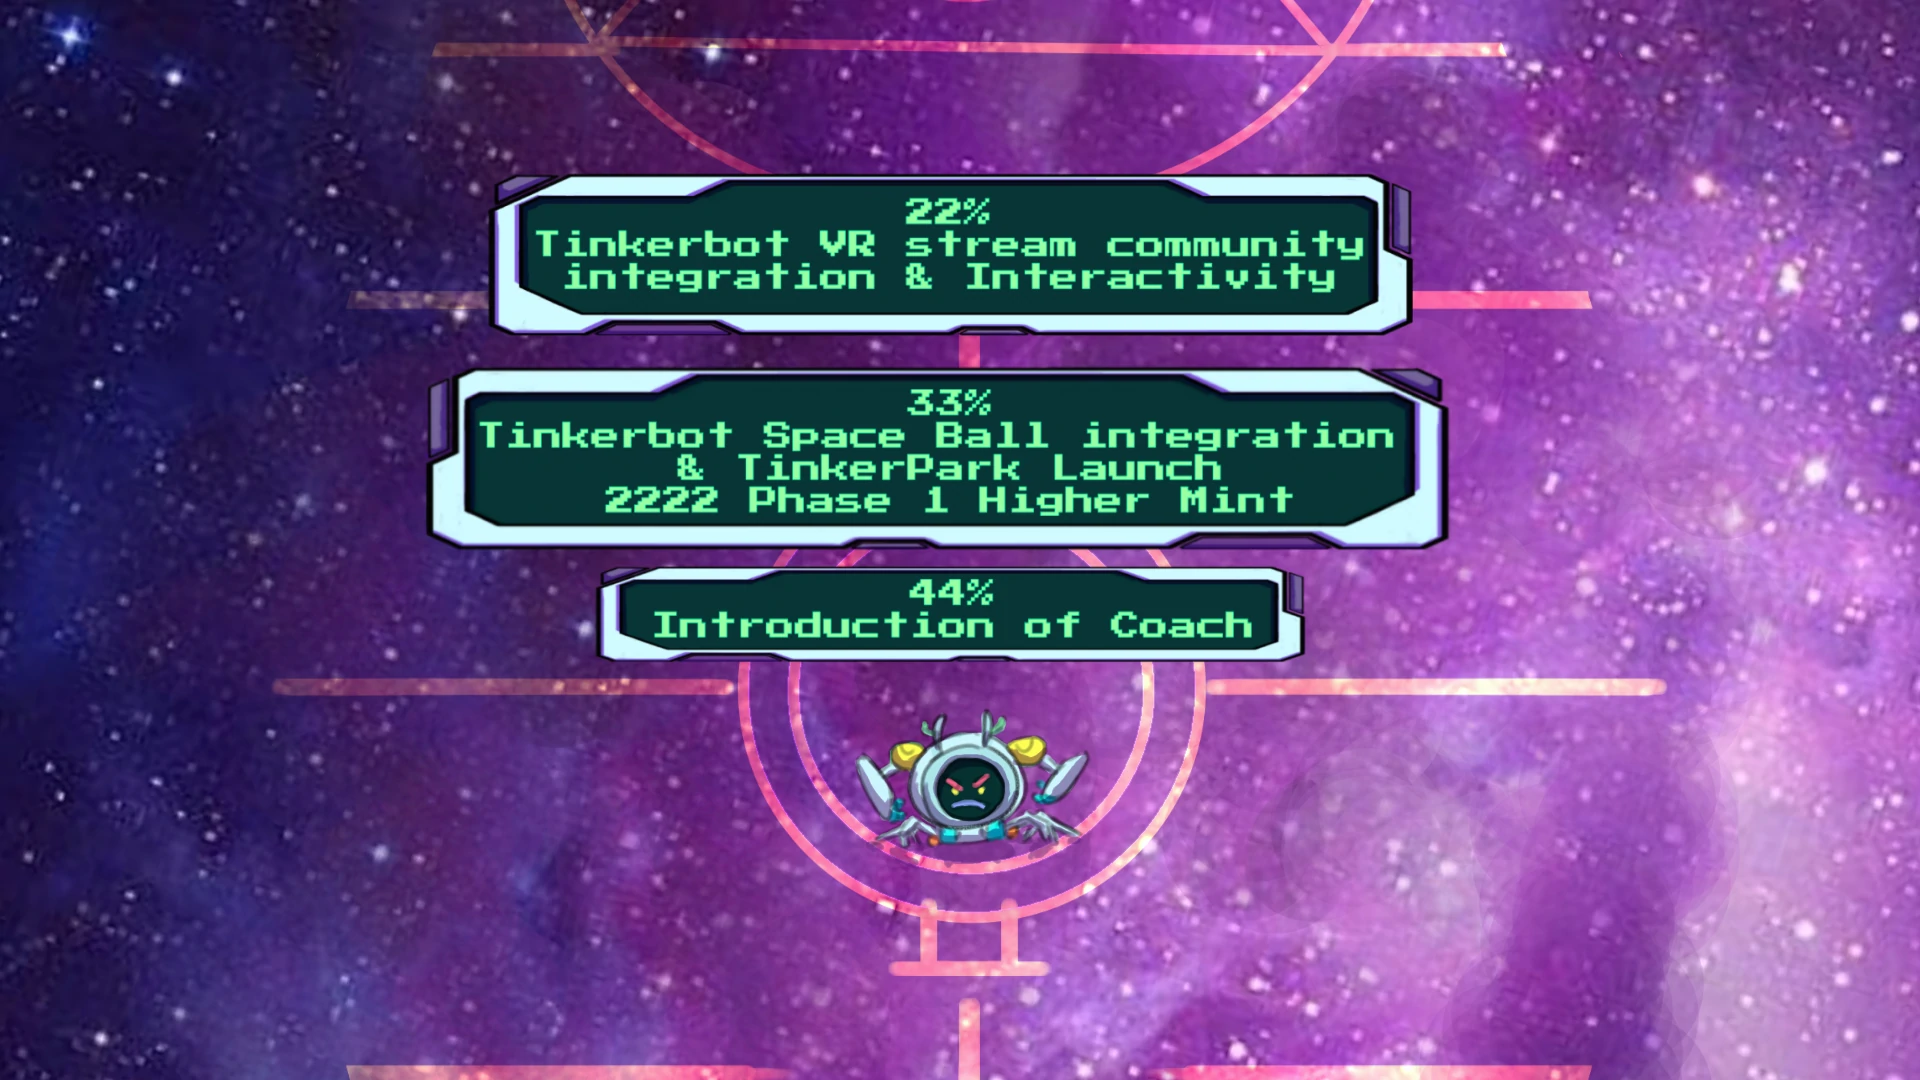 22%
Tinkerbot VR stream community
integration & Interactivity
33%
Tinkerbot Space Ball integration
& TinkerPark Launch
2222 Phase 1 Higher Mint
44%
Introduction of Coach